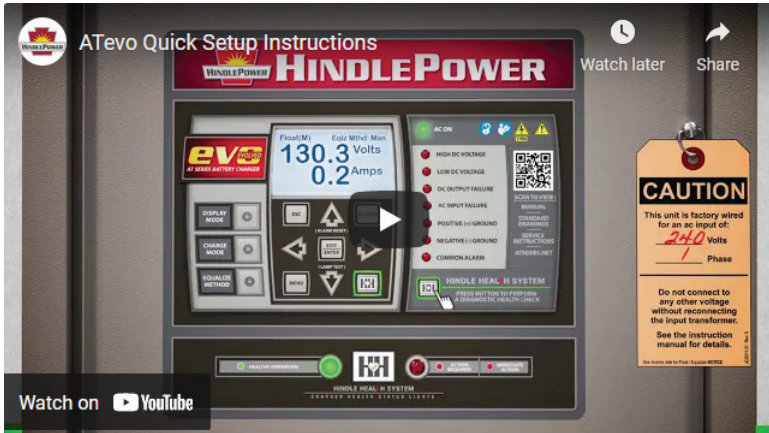 ATevo Quick Setup Instructions
Watch later
Share
HINDLEPOWER
HINDLEPOWER
Float(M) Eqlz Mthd: Man
130.3 Volts
0.2 Amps
evo
EVOLVED
AT SERIES BATTERY CHARGER
DISPLAY
MODE
CHARGE
MODE
EQUALIZE
METHOD
ESC
( ALARM RESET )
EDIT
ENTER
( LAMP TEST )
MENU
AC ON
HIGH DC VOLTAGE
LOW DC VOLTAGE
DC OUTPUT FAILURE
AC INPUT FAILURE
POSITIVE (+) GROUND
NEGATIVE (-) GROUND
COMMON ALARM
SCAN TO VIEW:
MANUAL
STANDARD
DRAWINGS
SERVICE
INSTRUCTIONS
ATSERIES.NET
HINDLE HEALTH SYSTEM
PRESS BUTTON TO PERFORM
A DIAGNOSTIC HEALTH CHECK
HEALTHY OPERATION
ACTION
REQUIRED
IMMEDIATE
ACTION
HINDLE HEALTH SYSTEM
CHARGER HEALTH STATUS LIGHTS
CAUTION
This unit is factory wired
for an ac input of:
240 Volts
1 Phase
Do not connect to
any other voltage
without reconnecting
the input transformer.
See the instruction
manual for details.
Watch on YouTube